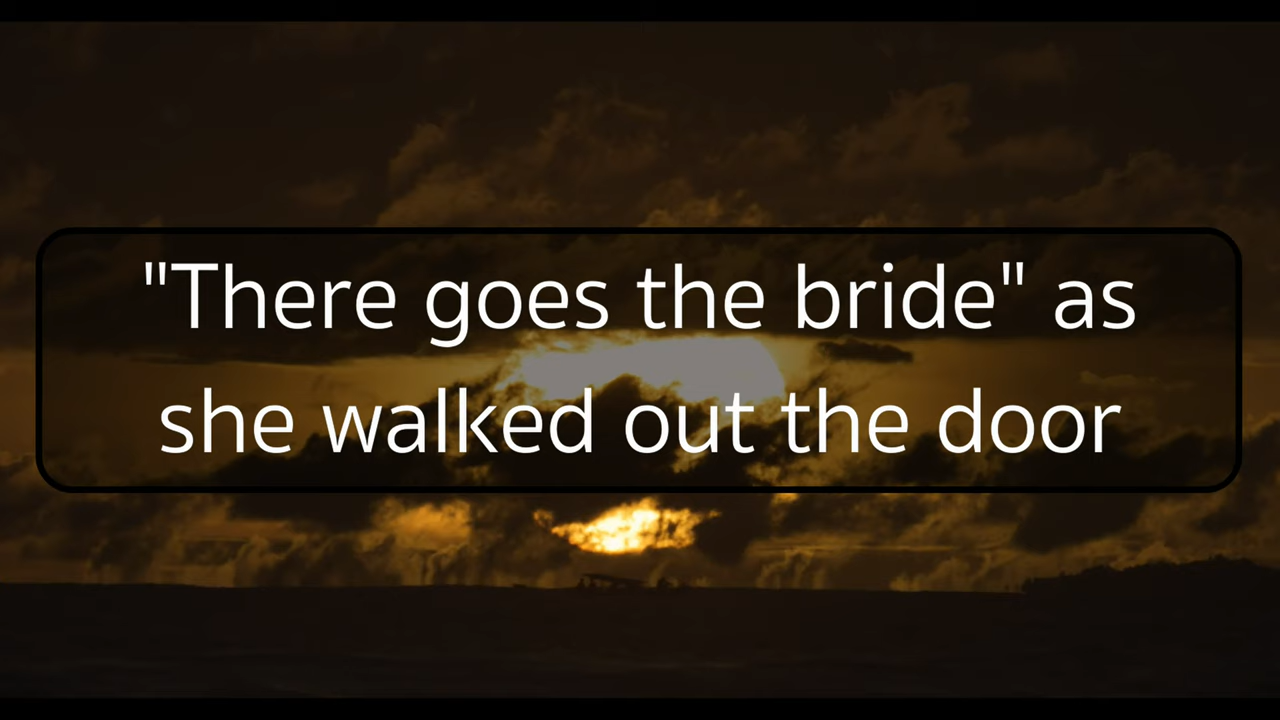 "There goes the bride" as
she walked out the door